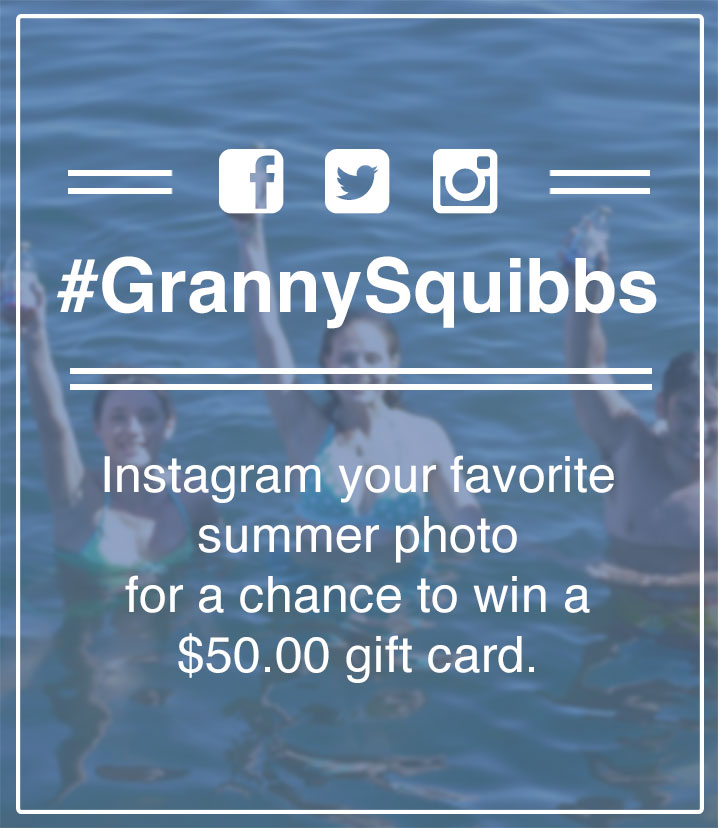 #GrannySquibbs
Instagram your favorite
summer photo
for a chance to win a
$50.00 gift card.